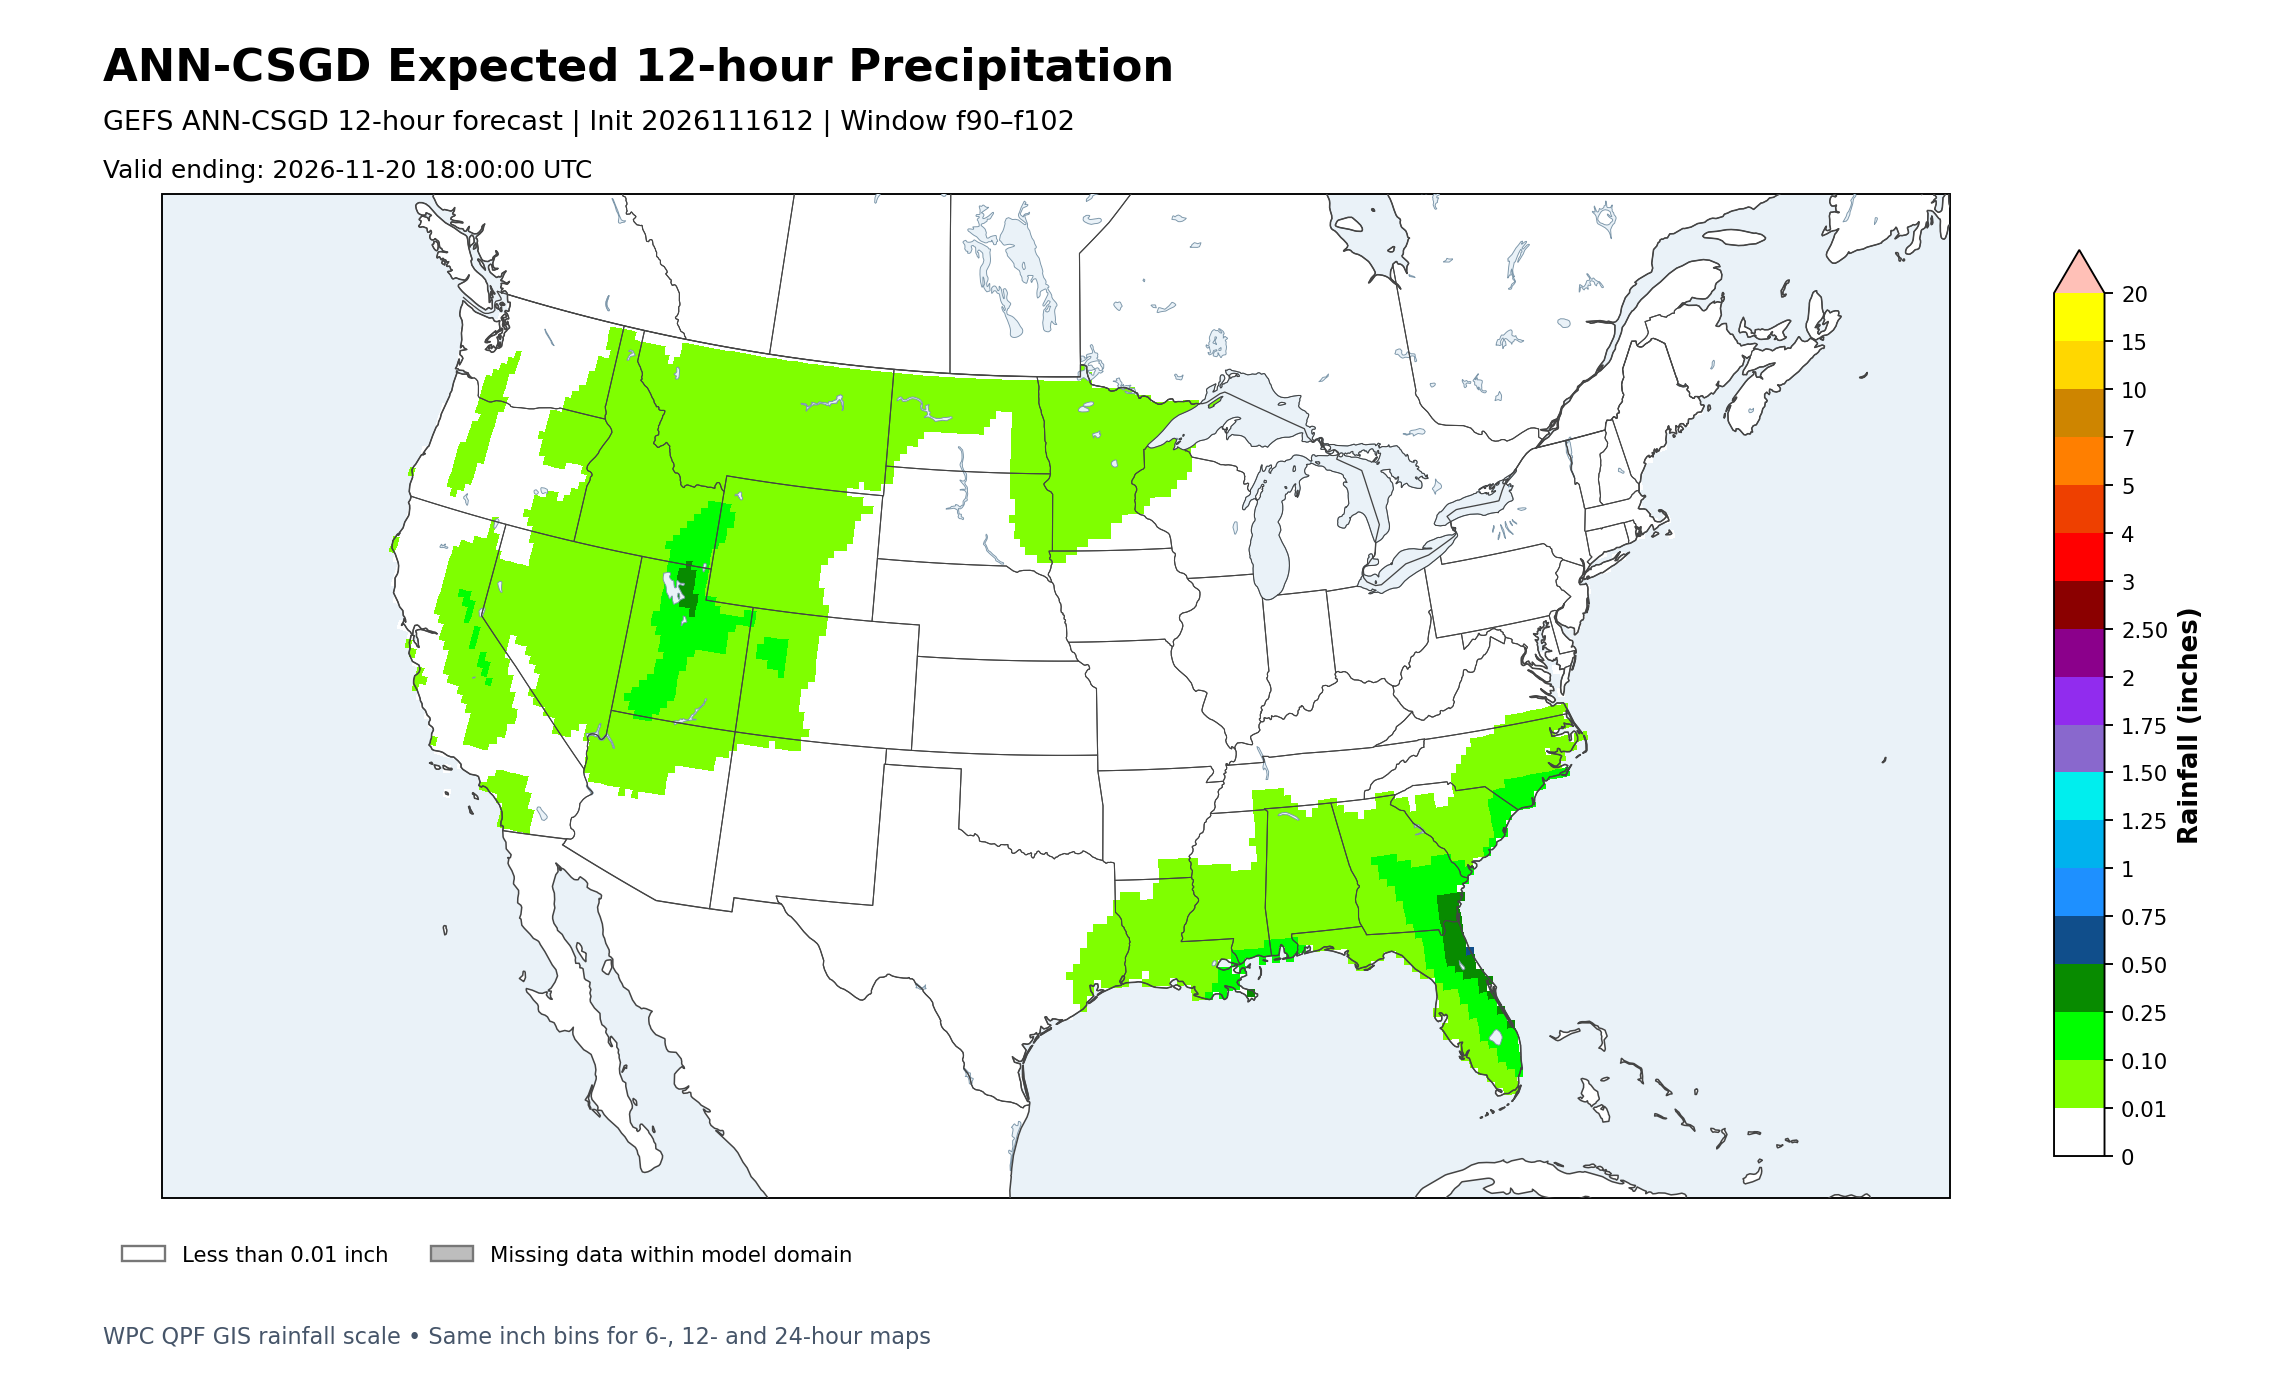 ANN-CSGD Expected 12-hour Precipitation
GEFS ANN-CSGD 12-hour forecast | Init 2026111612 | Window f90–f102
Valid ending: 2026-11-20 18:00:00 UTC
20
15
10
7
5
4
3
2.50
2
1.75
1.50
1.25
1
0.75
0.50
0.25
0.10
0.01
0
Rainfall (inches)
Less than 0.01 inch
Missing data within model domain
WPC QPF GIS rainfall scale • Same inch bins for 6-, 12- and 24-hour maps